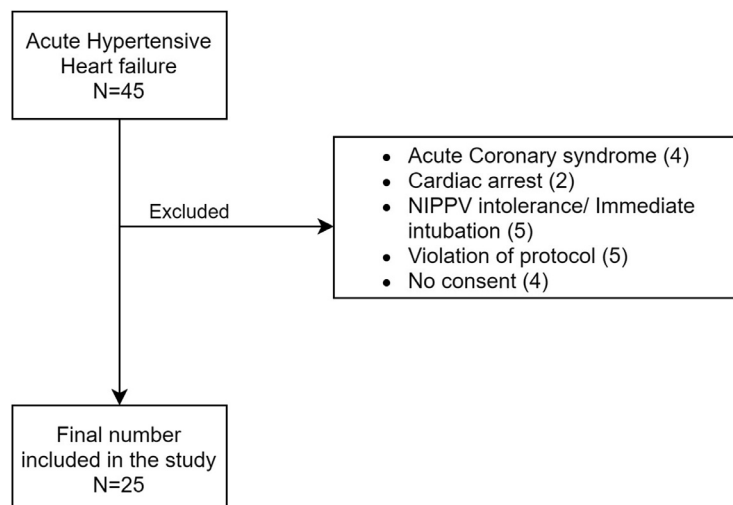 Acute Hypertensive
Heart failure
N=45
Excluded
• Acute Coronary syndrome (4)
• Cardiac arrest (2)
• NIPPV intolerance/ Immediate
intubation (5)
• Violation of protocol (5)
• No consent (4)
Final number
included in the study
N=25